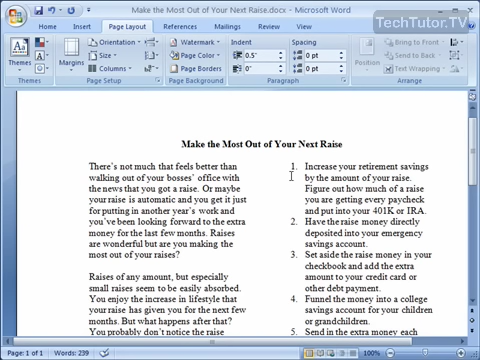 Make the Most Out of Your Next Raise.docx - Microsoft Word
TechTutor.TV
Home
Insert
Page Layout
References
Mailings
Review
View
Themes
Margins
Orientation
Size
Columns
Page Setup
Watermark
Page Color
Page Borders
Page Background
Indent
0.5"
0"
Spacing
0 pt
0 pt
Paragraph
Position
Bring to Front
Send to Back
Text Wrapping
Arrange
Make the Most Out of Your Next Raise
There's not much that feels better than
walking out of your bosses' office with
the news that you got a raise. Or maybe
your raise is automatic and you get it just
for putting in another year's work and
you've been looking forward to the extra
money for the last few months. Raises
are wonderful but are you making the
most out of your raises?
Raises of any amount, but especially
small raises seem to be easily absorbed.
You enjoy the increase in lifestyle that
your raise has given you for the next few
months. But what happens after that?
You probably don't notice the raise
1. Increase your retirement savings
by the amount of your raise.
Figure out how much of a raise
you are getting every paycheck
and put into your 401K or IRA.
2. Have the raise money directly
deposited into your emergency
savings account.
3. Set aside the raise money in your
checkbook and add the extra
amount to your credit card or
other debt payment.
4. Funnel the money into a college
savings account for your children
or grandchildren.
5. Send in the extra money each
Page: 1 of 1
Words: 239
100%